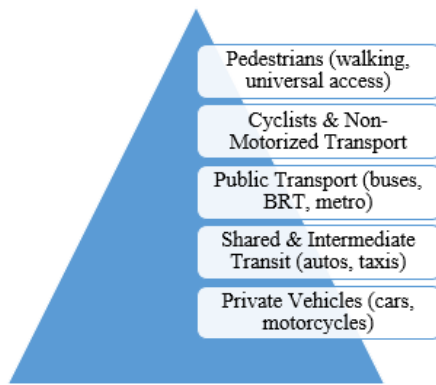 Pedestrians (walking,
universal access)
Cyclists & Non-
Motorized Transport
Public Transport (buses,
BRT, metro)
Shared & Intermediate
Transit (autos, taxis)
Private Vehicles (cars,
motorcycles)